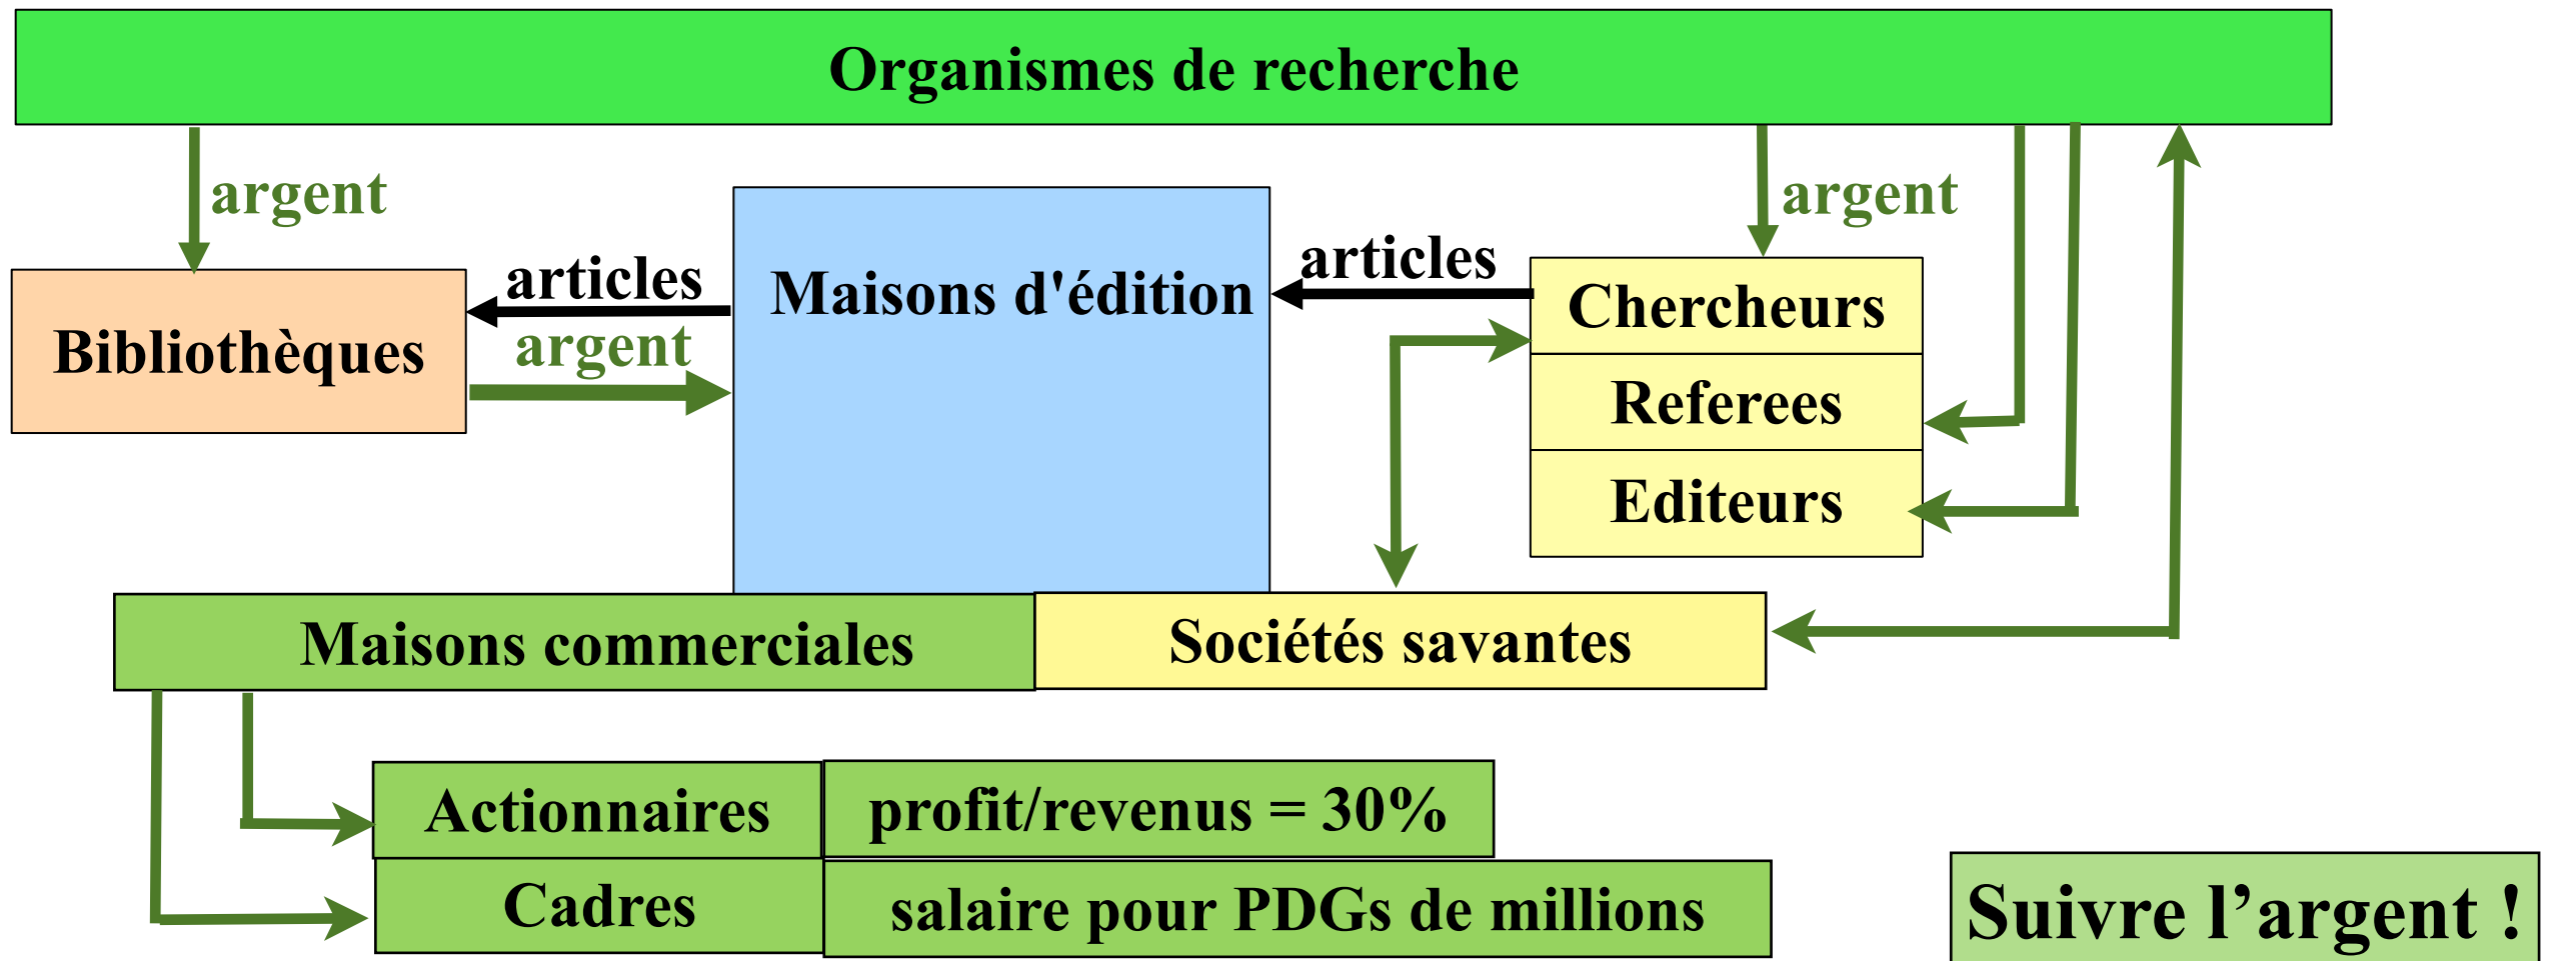 Organismes de recherche
argent
argent
articles
articles
Maisons d'édition
Chercheurs
Bibliothèques
argent
Referees
Editeurs
Maisons commerciales
Sociétés savantes
Actionnaires
profit/revenus = 30%
Cadres
salaire pour PDGs de millions
Suivre l’argent !